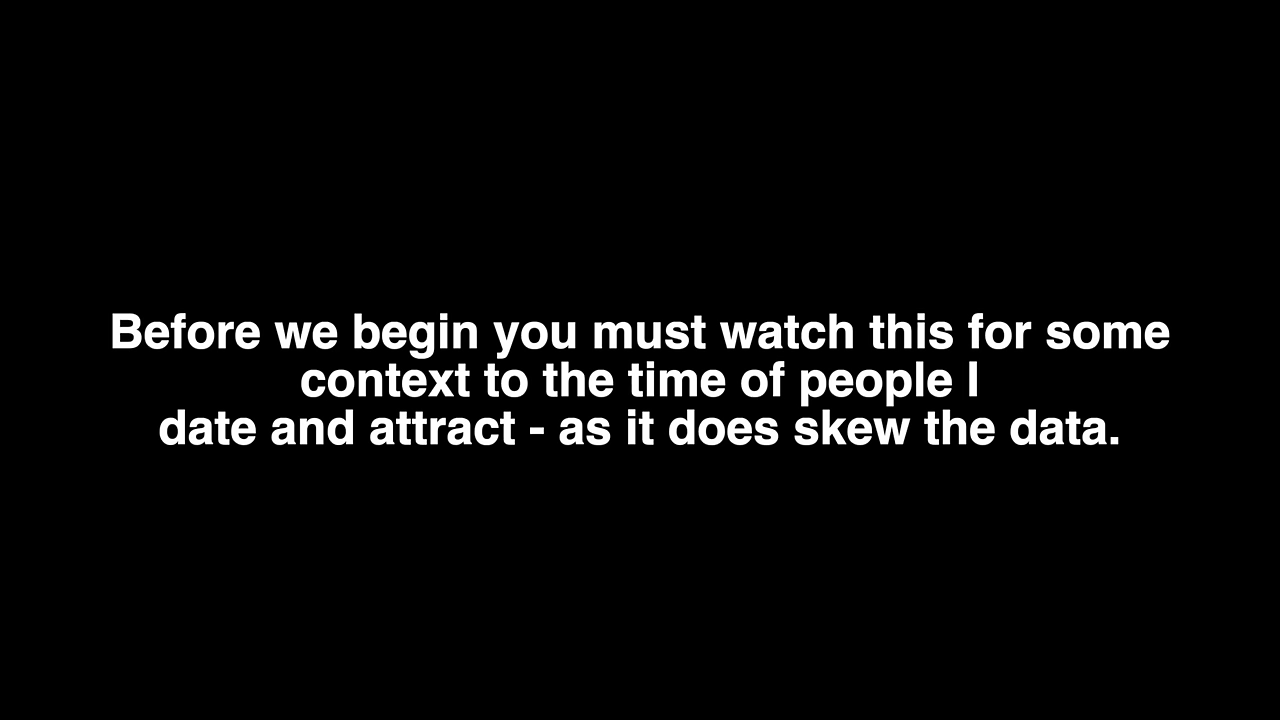 Before we begin you must watch this for some
context to the time of people I
date and attract - as it does skew the data.